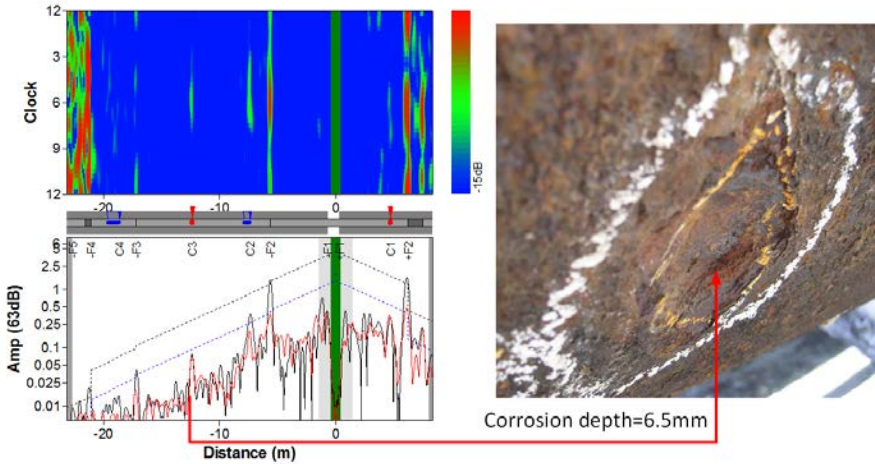 12
3
6
9
12
Clock
-20
-10
0
-15dB
-F5
-F4
C4
-F3
C3
C2
-F2
-F1
+F1
C1
+F2
6
2.5
1
0.5
0.25
0.1
0.05
0.025
0.01
Amp (63dB)
-20
-10
0
Distance (m)
Corrosion depth=6.5mm